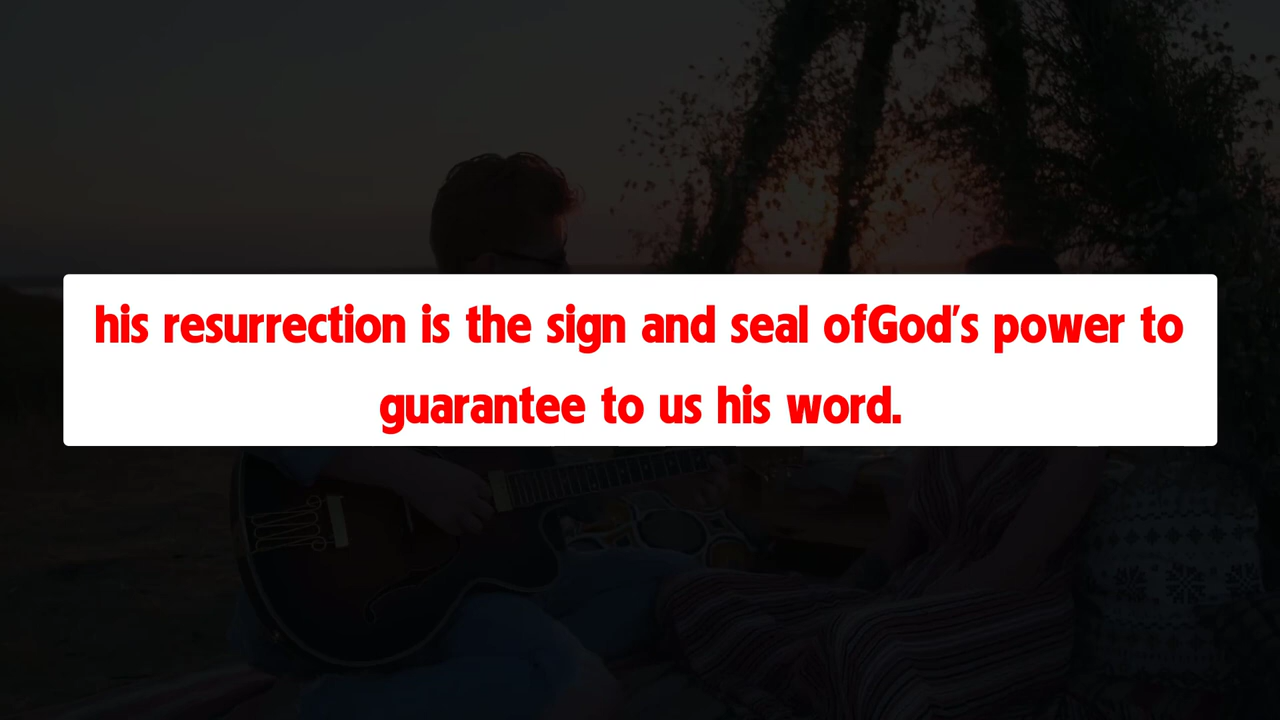 his resurrection is the sign and seal ofGod's power to
guarantee to us his word.